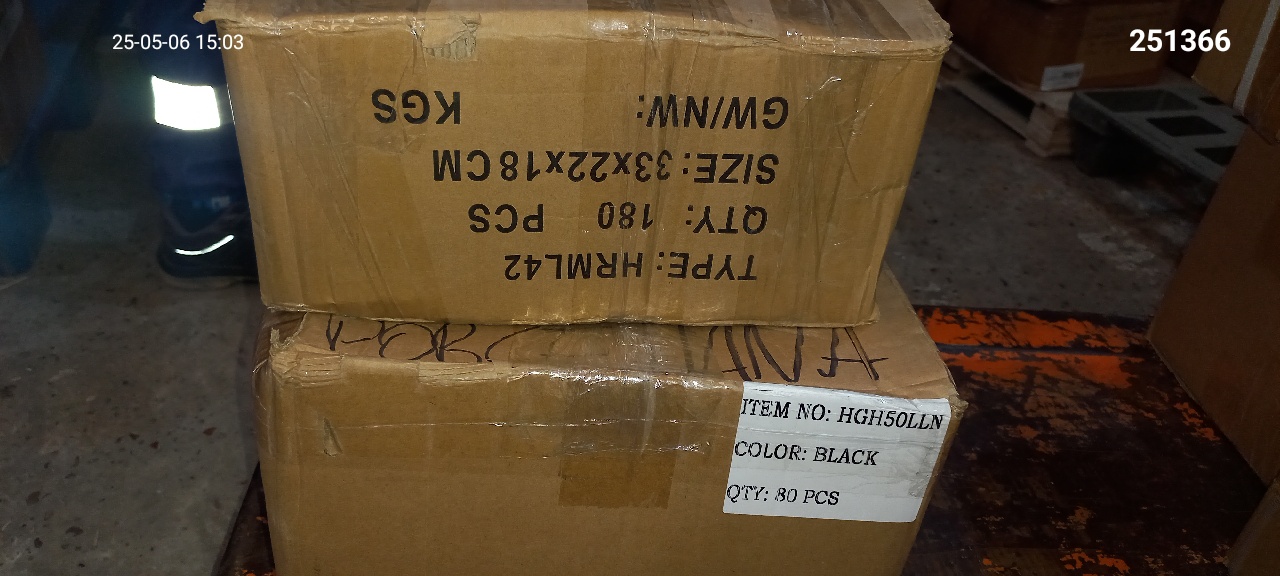 25-05-06 15:03
251366
TYPE: HRML42
QTY: 180 PCS
SIZE: 33x22x18CM
GW/NW: KGS
ITEM NO: HGH50LLN
COLOR: BLACK
QTY: 80 PCS